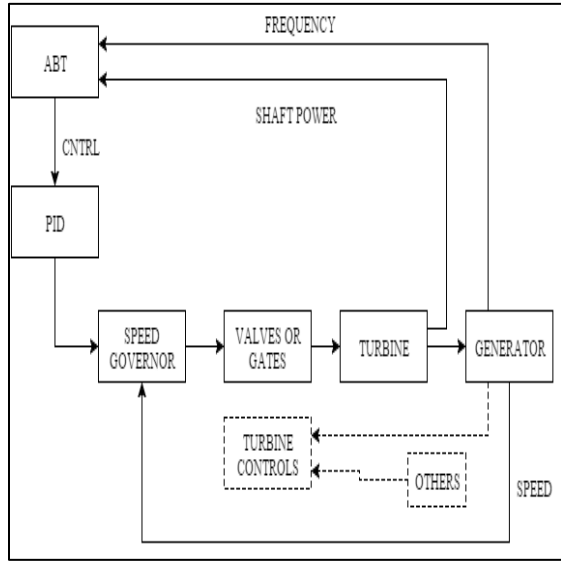 FREQUENCY
ABT
SHAFT POWER
CNTRL
PID
SPEED
GOVERNOR
VALVES OR
GATES
TURBINE
GENERATOR
TURBINE
CONTROLS
OTHERS
SPEED